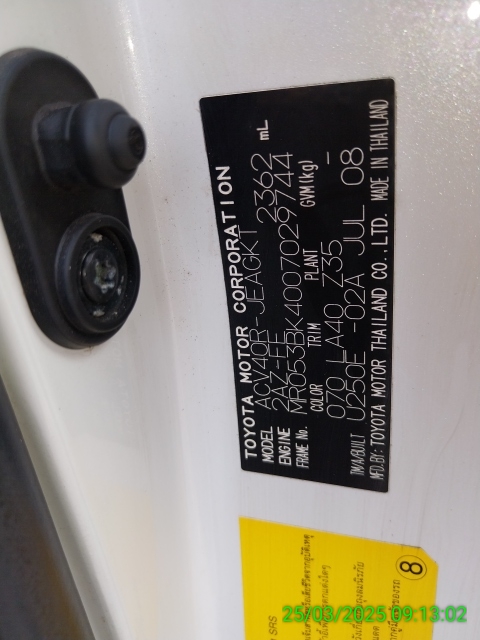 TOYOTA MOTOR CORPORATION
MODEL ACV40R-JEAGKT 2362 mL
ENGINE 2AZ-FE
FRAME No. MR053BK4007029744
COLOR TRIM PLANT GVM(kg)
070 LA40 Z35 -
TM/A/BUILT U250E -02A JUL 08
MFD.BY: TOYOTA MOTOR THAILAND CO.,LTD. MADE IN THAILAND
SRS
8
25/03/2025 09:13:02